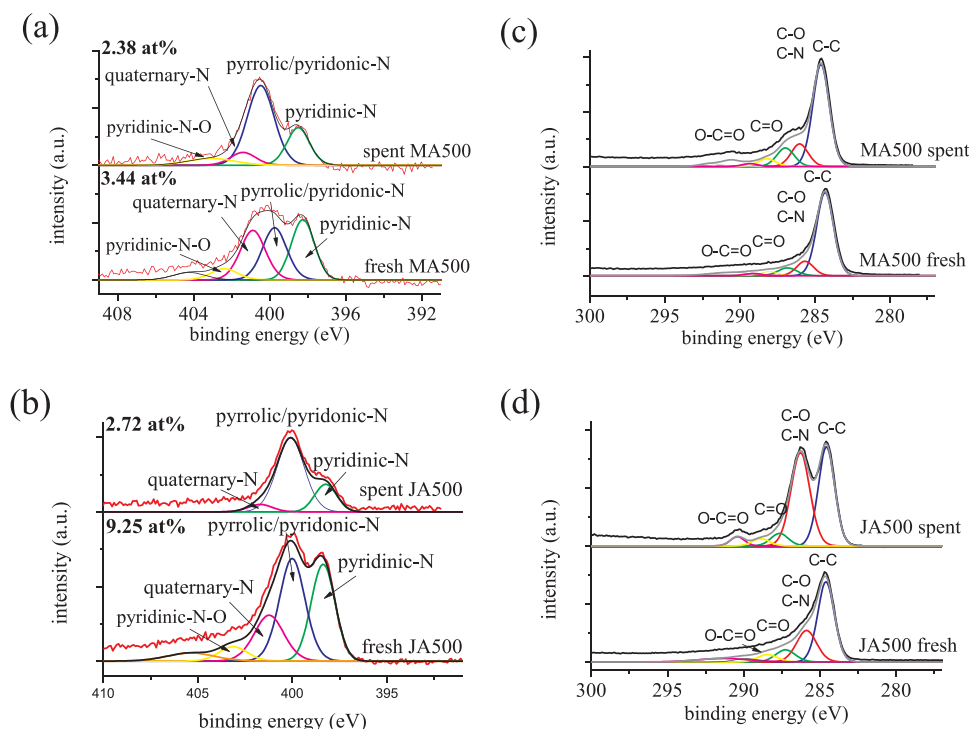 (a)
2.38 at%
quaternary-N
pyrrolic/pyridonic-N
pyridinic-N
pyridinic-N-O
spent MA500
3.44 at%
pyrrolic/pyridonic-N
quaternary-N
pyridinic-N
pyridinic-N-O
fresh MA500
intensity (a.u.)
408 404 400 396 392
binding energy (eV)
(c)
C-O
C-N
C-C
O-C=O
C=O
MA500 spent
C-C
C-O
C-N
O-C=O
C=O
MA500 fresh
intensity (a.u.)
300 295 290 285 280
binding energy (eV)
(b)
2.72 at%
pyrrolic/pyridonic-N
pyridinic-N
quaternary-N
spent JA500
9.25 at%
pyrrolic/pyridonic-N
quaternary-N
pyridinic-N
pyridinic-N-O
fresh JA500
intensity (a.u.)
410 405 400 395
binding energy (eV)
(d)
C-O
C-N
C-C
O-C=O
C=O
JA500 spent
C-C
C-O
C-N
O-C=O
C=O
JA500 fresh
intensity (a.u.)
300 295 290 285 280
binding energy (eV)